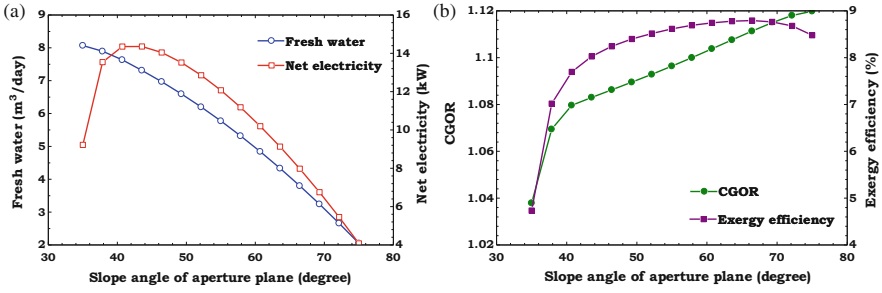 (a)
9
8
7
6
5
4
3
2
Fresh water (m³/day)
16
14
12
10
8
6
4
Net electricity (kW)
Fresh water
Net electricity
30 40 50 60 70 80
Slope angle of aperture plane (degree)
(b)
1.12
1.1
1.08
1.06
1.04
1.02
CGOR
9
8
7
6
5
4
Exergy efficiency (%)
CGOR
Exergy efficiency
30 40 50 60 70 80
Slope angle of aperture plane (degree)